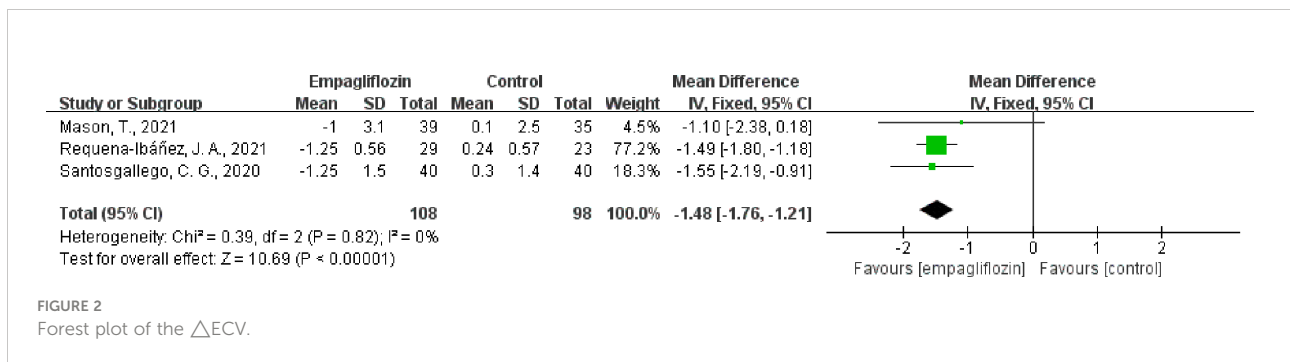 Empagliflozin Control Mean Difference Mean Difference
Study or Subgroup Mean SD Total Mean SD Total Weight IV, Fixed, 95% CI IV, Fixed, 95% CI
Mason, T., 2021 -1 3.1 39 0.1 2.5 35 4.5% -1.10 [-2.38, 0.18]
Requena-Ibáñez, J. A., 2021 -1.25 0.56 29 0.24 0.57 23 77.2% -1.49 [-1.80, -1.18]
Santosgallego, C. G., 2020 -1.25 1.5 40 0.3 1.4 40 18.3% -1.55 [-2.19, -0.91]
Total (95% CI) 108 98 100.0% -1.48 [-1.76, -1.21]
Heterogeneity: Chi² = 0.39, df = 2 (P = 0.82); I² = 0%
Test for overall effect: Z = 10.69 (P < 0.00001)
-2 -1 0 1 2
Favours [empagliflozin] Favours [control]
FIGURE 2
Forest plot of the △ECV.